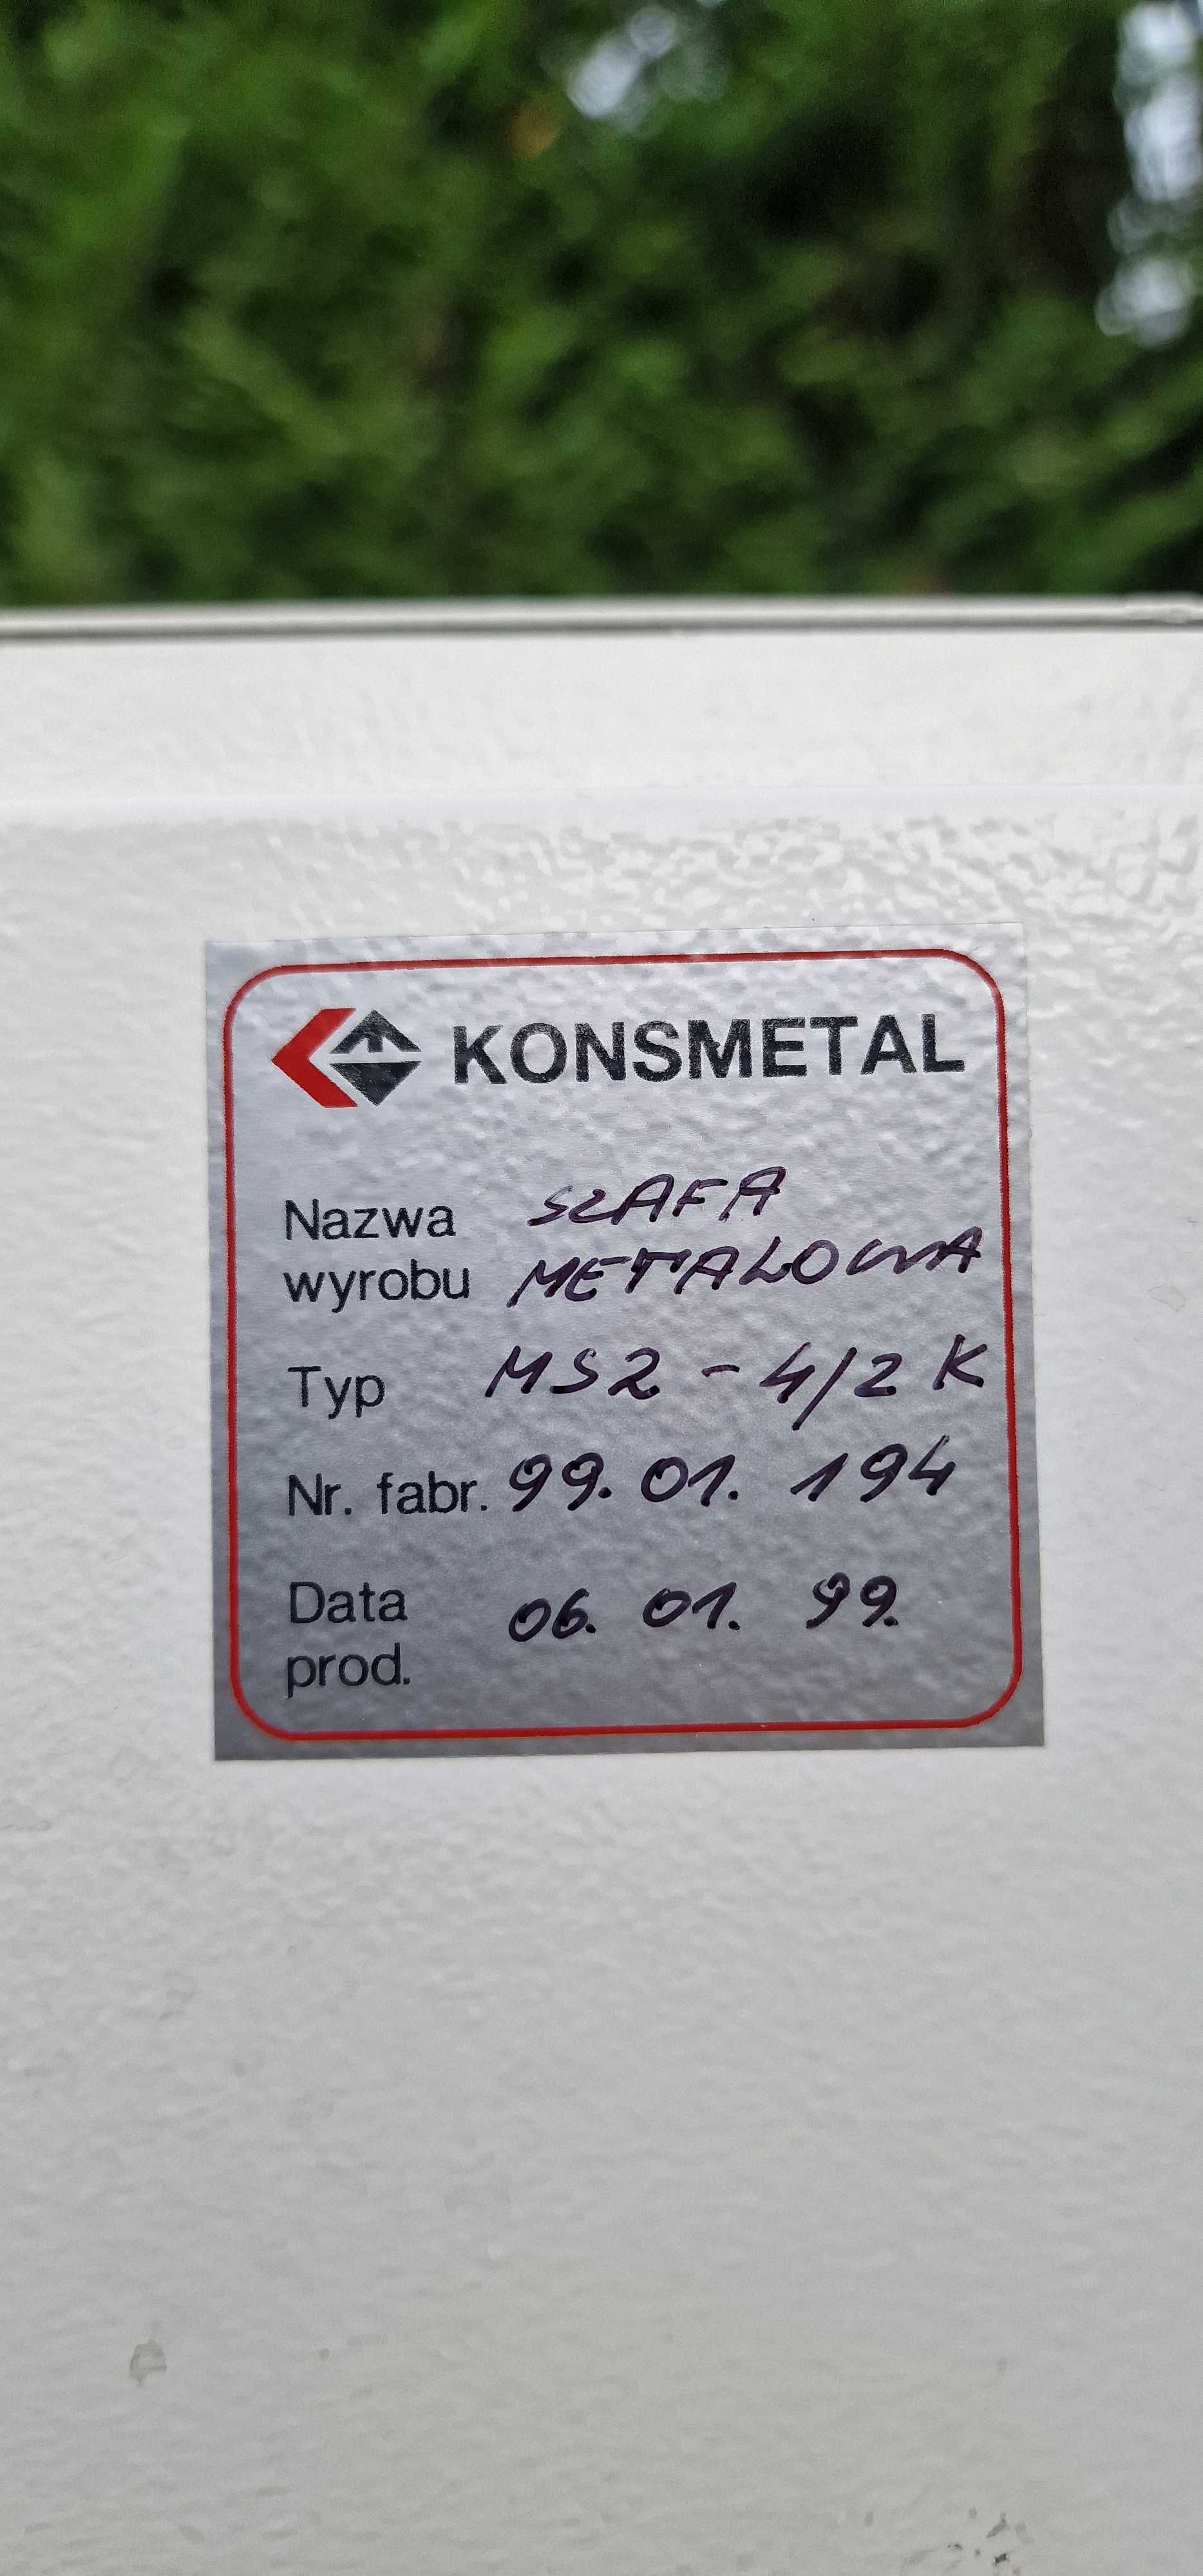 KONSMETAL
Nazwa SZAFA
wyrobu METALOWA
Typ MS2 - 4/2 K
Nr. fabr. 99. 01. 194
Data 06. 01. 99.
prod.